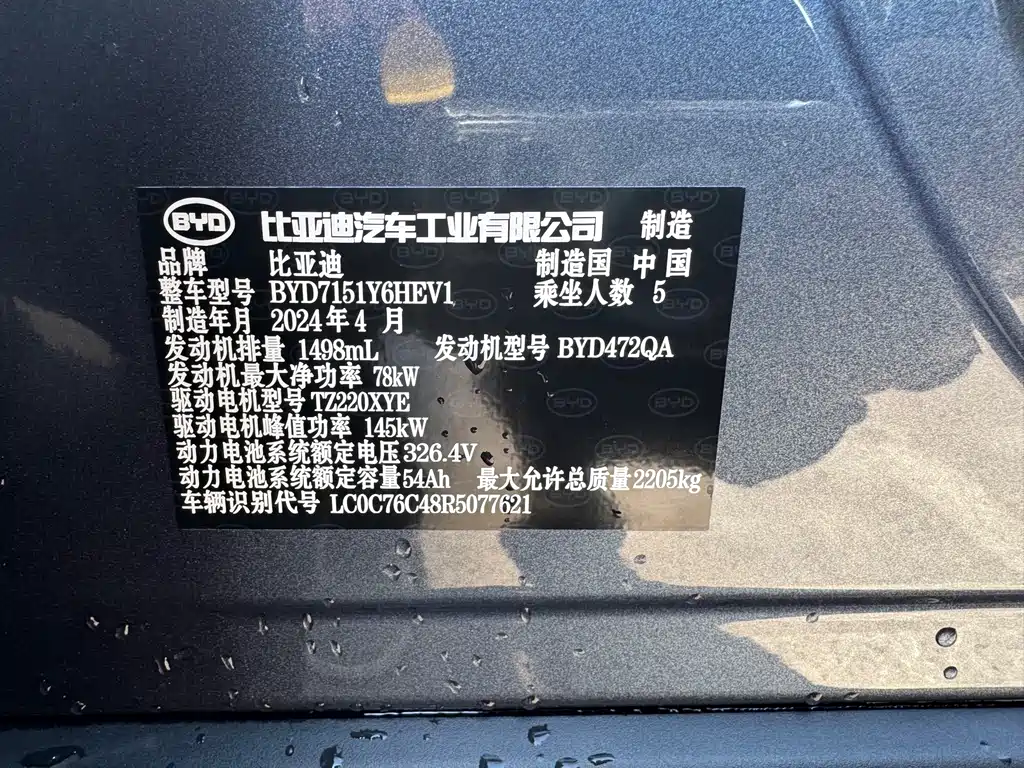 BYD 比亚迪汽车工业有限公司 制造
品牌 比亚迪 制造国 中国
整车型号 BYD7151Y6HEV1 乘坐人数 5
制造年月 2024年4月
发动机排量 1498mL 发动机型号 BYD472QA
发动机最大净功率 78kW
驱动电机型号 TZ220XYE
驱动电机峰值功率 145kW
动力电池系统额定电压 326.4V
动力电池系统额定容量 54Ah 最大允许总质量 2205kg
车辆识别代号 LC0C76C48R5077621